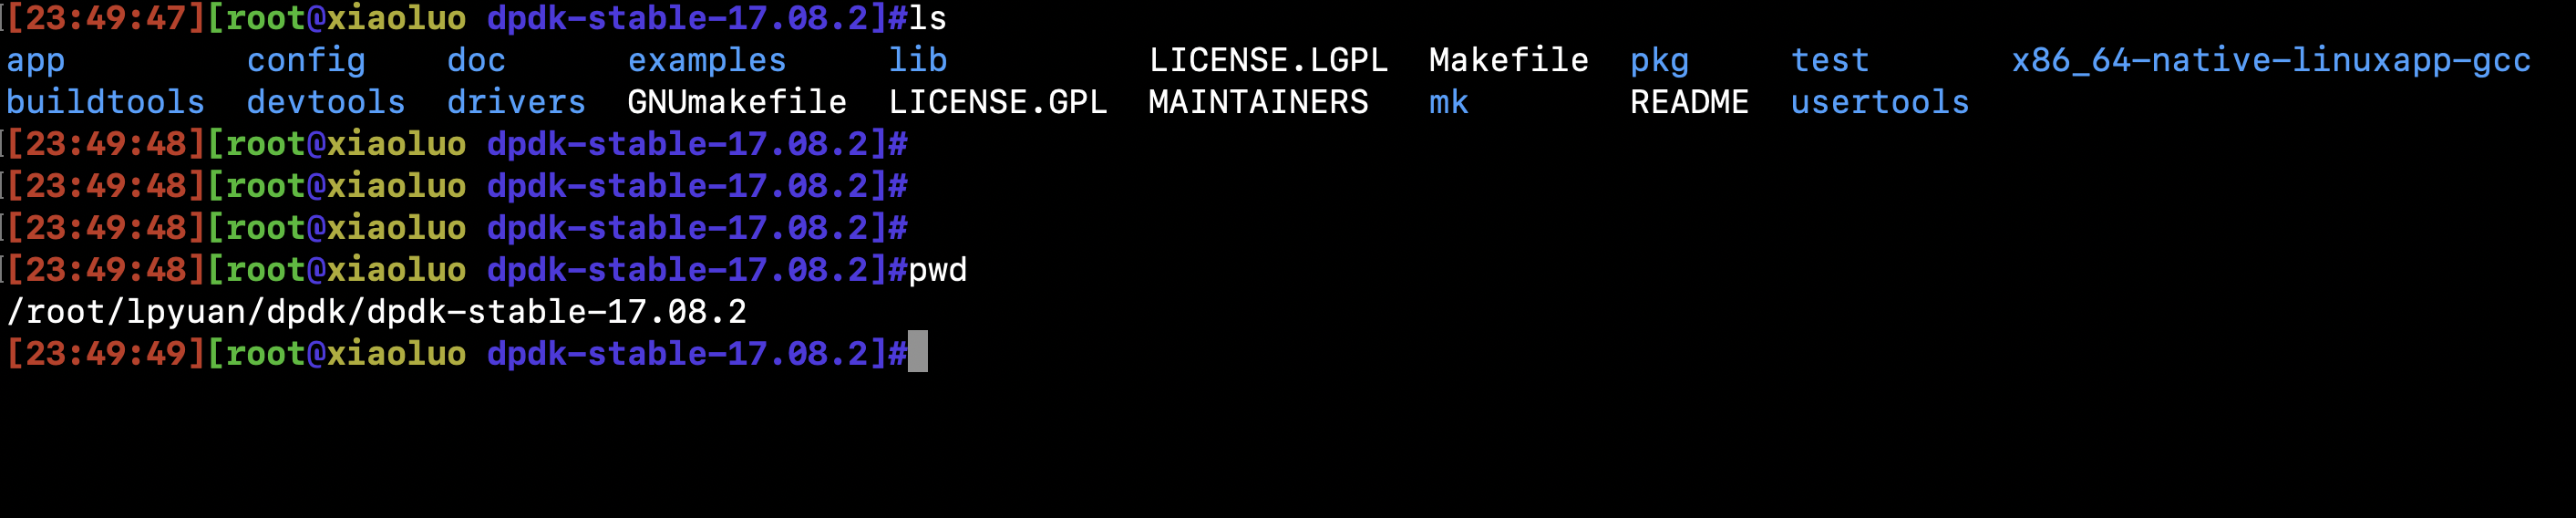 [23:49:47][root@xiaoluo dpdk-stable-17.08.2]#ls
app config doc examples lib LICENSE.LGPL Makefile pkg test x86_64-native-linuxapp-gcc
buildtools devtools drivers GNUmakefile LICENSE.GPL MAINTAINERS mk README usertools
[23:49:48][root@xiaoluo dpdk-stable-17.08.2]#
[23:49:48][root@xiaoluo dpdk-stable-17.08.2]#
[23:49:48][root@xiaoluo dpdk-stable-17.08.2]#
[23:49:48][root@xiaoluo dpdk-stable-17.08.2]#pwd
/root/lpyuan/dpdk/dpdk-stable-17.08.2
[23:49:49][root@xiaoluo dpdk-stable-17.08.2]#